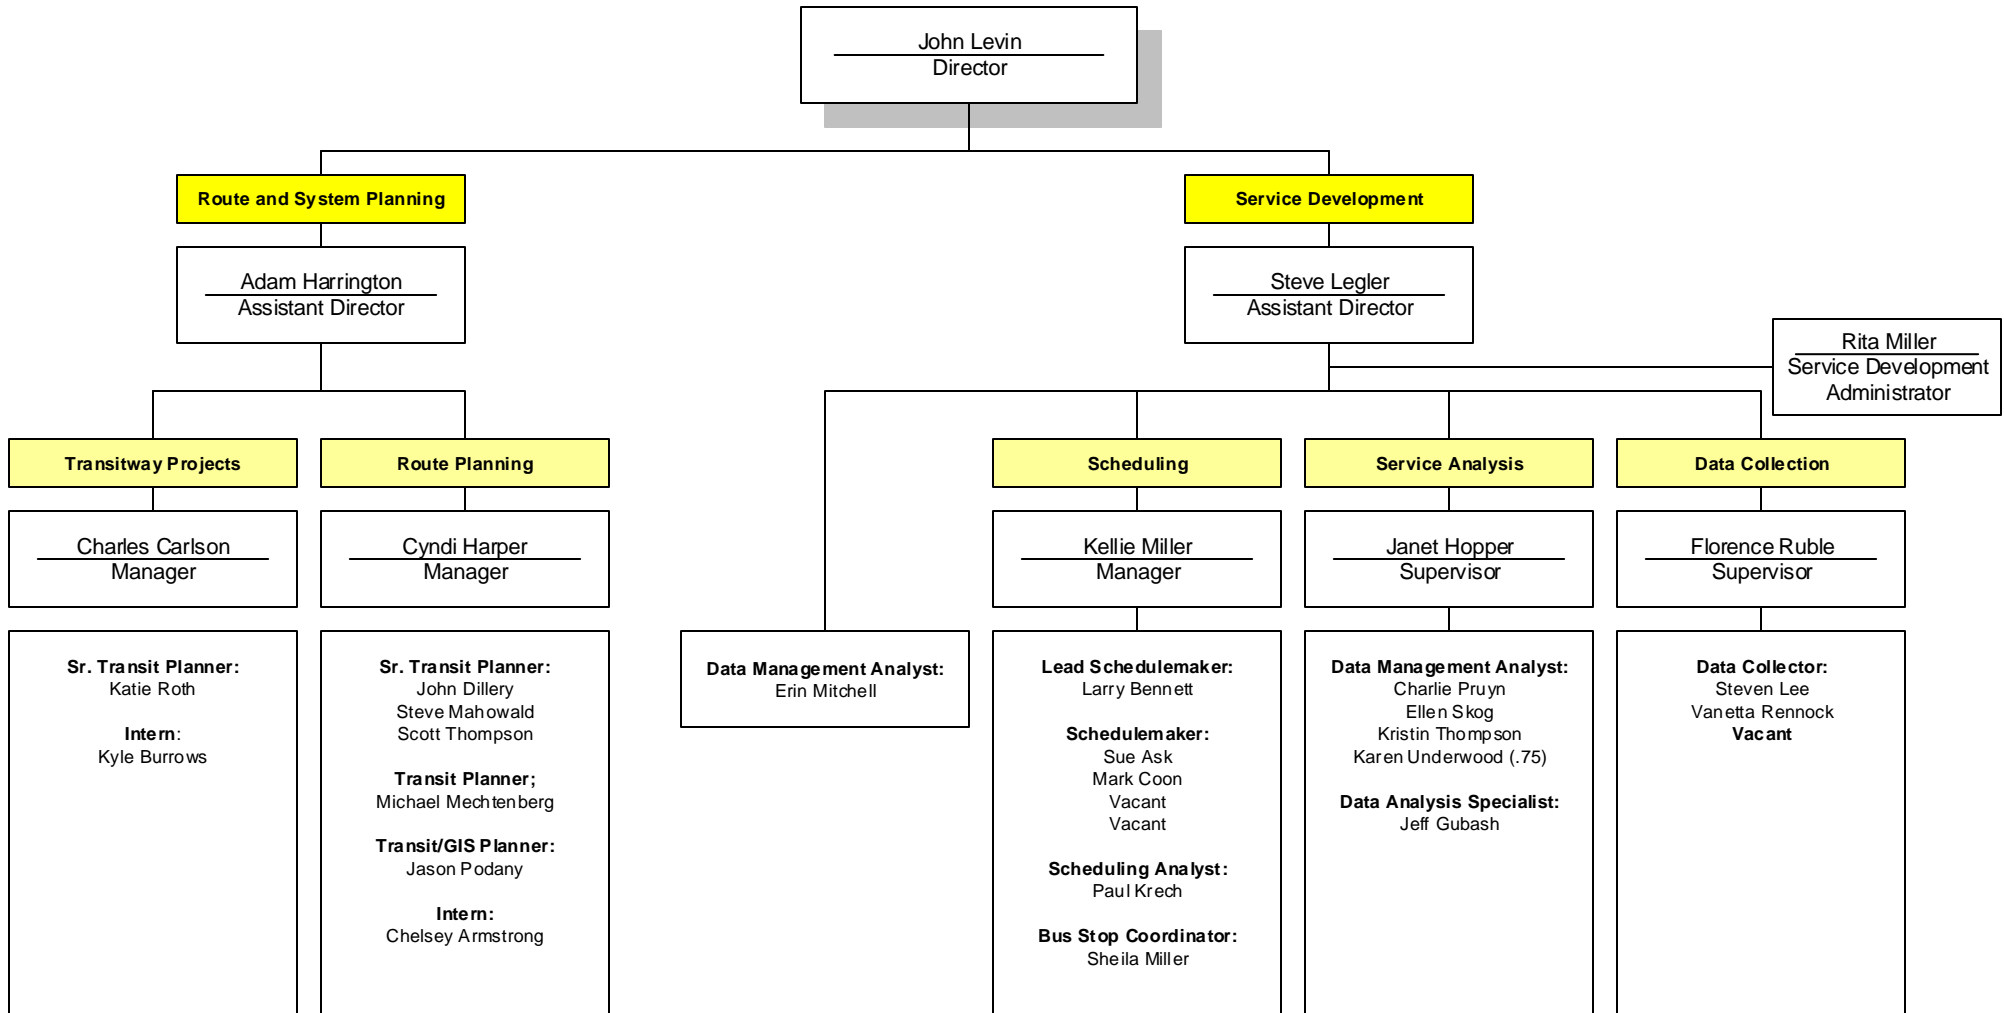 John Levin
Director
Route and System Planning
Adam Harrington
Assistant Director
Transitway Projects
Charles Carlson
Manager
Sr. Transit Planner:
Katie Roth
Intern:
Kyle Burrows
Route Planning
Cyndi Harper
Manager
Sr. Transit Planner:
John Dillery
Steve Mahowald
Scott Thompson
Transit Planner;
Michael Mechtenberg
Transit/GIS Planner:
Jason Podany
Intern:
Chelsey Armstrong
Service Development
Steve Legler
Assistant Director
Rita Miller
Service Development
Administrator
Data Management Analyst:
Erin Mitchell
Scheduling
Kellie Miller
Manager
Lead Schedulemaker:
Larry Bennett
Schedulemaker:
Sue Ask
Mark Coon
Vacant
Vacant
Scheduling Analyst:
Paul Krech
Bus Stop Coordinator:
Sheila Miller
Service Analysis
Janet Hopper
Supervisor
Data Management Analyst:
Charlie Pruyn
Ellen Skog
Kristin Thompson
Karen Underwood (.75)
Data Analysis Specialist:
Jeff Gubash
Data Collection
Florence Ruble
Supervisor
Data Collector:
Steven Lee
Vanetta Rennock
Vacant